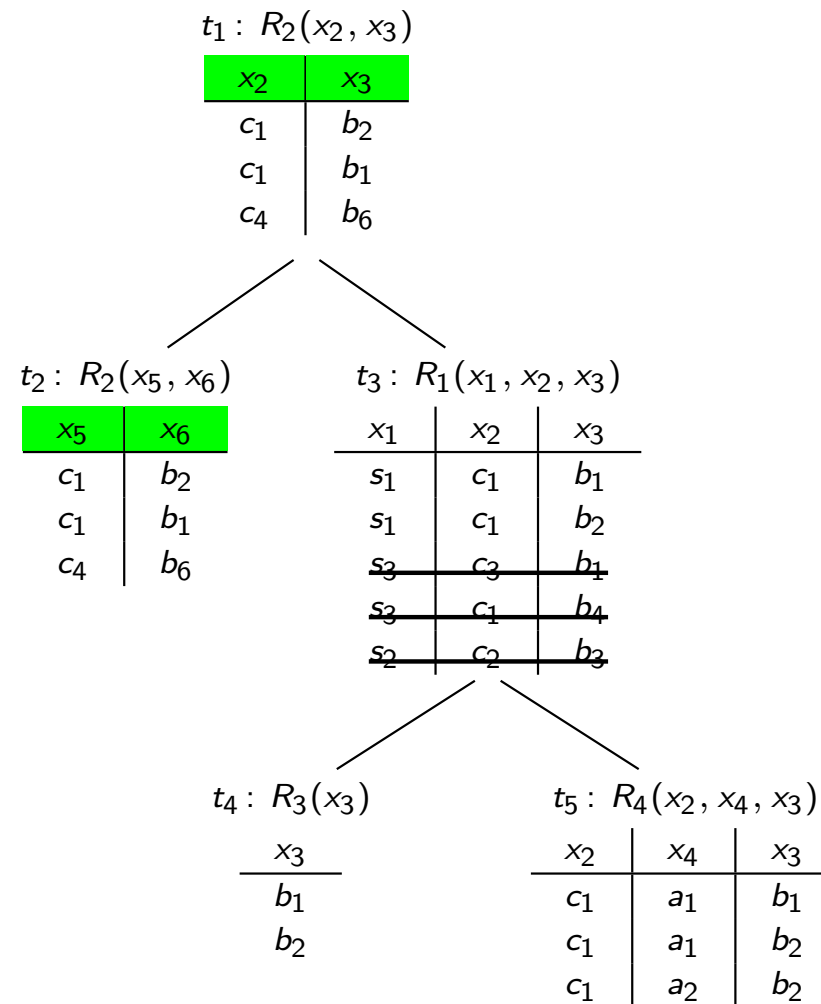 t₁ : R₂(x₂, x₃)
x₂ x₃
c₁ b₂
c₁ b₁
c₄ b₆
t₂ : R₂(x₅, x₆)
x₅ x₆
c₁ b₂
c₁ b₁
c₄ b₆
t₃ : R₁(x₁, x₂, x₃)
x₁ x₂ x₃
s₁ c₁ b₁
s₁ c₁ b₂
s₃ c₃ b₁
s₃ c₁ b₄
s₂ c₂ b₃
t₄ : R₃(x₃)
x₃
b₁
b₂
t₅ : R₄(x₂, x₄, x₃)
x₂ x₄ x₃
c₁ a₁ b₁
c₁ a₁ b₂
c₁ a₂ b₂